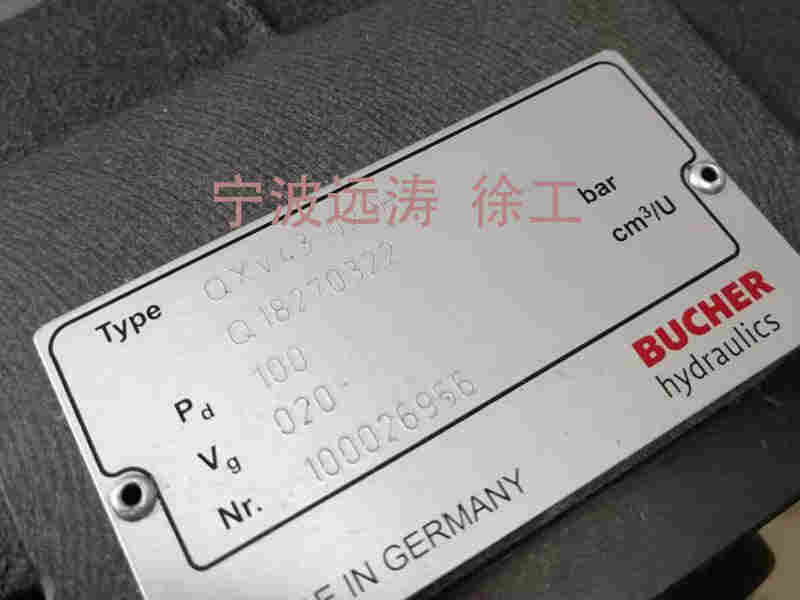 宁波远涛 徐工
Type
Q18270322
Pd 100 bar
Vg 020 cm³/U
Nr. 100026956
BUCHER
hydraulics
IN GERMANY